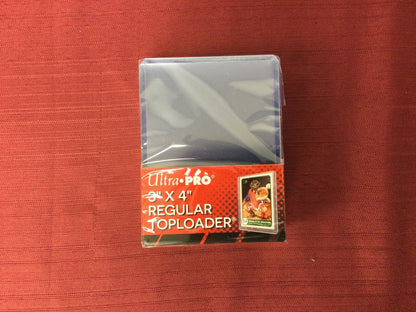 Ultra•PRO®
3" X 4"
REGULAR
TOPLOADER